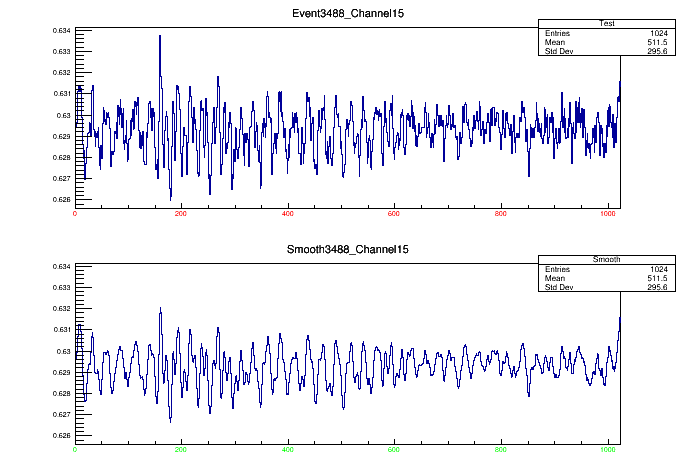 Event3488_Channel15
Test
Entries 1024
Mean 511.5
Std Dev 295.6
0.634
0.633
0.632
0.631
0.63
0.629
0.628
0.627
0.626
0 200 400 600 800 1000
Smooth3488_Channel15
Smooth
Entries 1024
Mean 511.5
Std Dev 295.6
0.634
0.633
0.632
0.631
0.63
0.629
0.628
0.627
0.626
0 200 400 600 800 1000